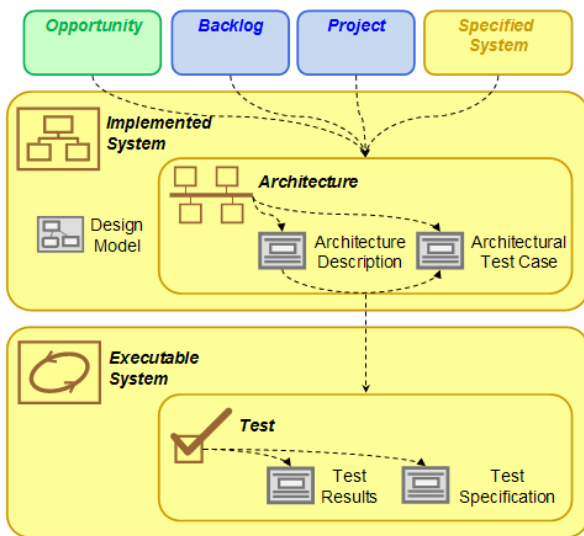 Opportunity
Backlog
Project
Specified
System
Implemented
System
Architecture
Design
Model
Architecture
Description
Architectural
Test Case
Executable
System
Test
Test
Results
Test
Specification